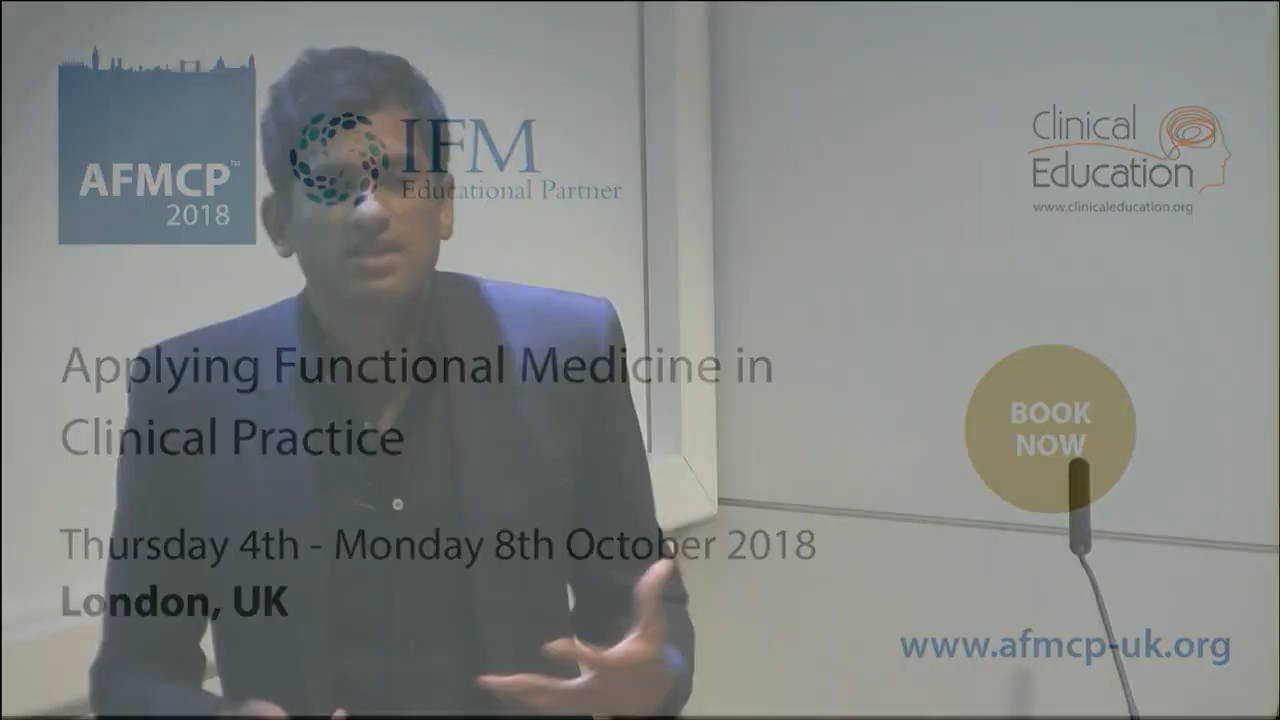 AFMCP™
2018
IFM
Educational Partner
Clinical
Education
www.clinicaleducation.org
Applying Functional Medicine in
Clinical Practice
BOOK
NOW
Thursday 4th - Monday 8th October 2018
London, UK
www.afmcp-uk.org